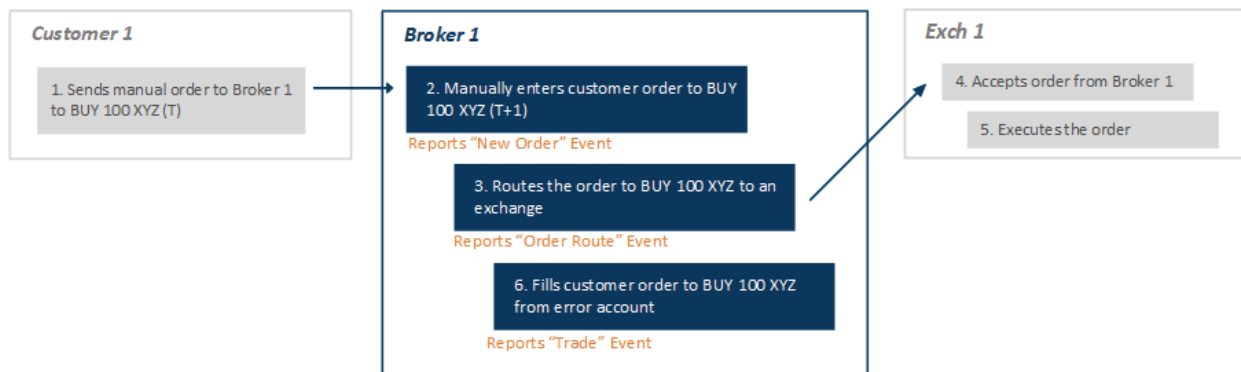 Customer 1
1. Sends manual order to Broker 1
to BUY 100 XYZ (T)
Broker 1
2. Manually enters customer order to BUY
100 XYZ (T+1)
Reports “New Order” Event
3. Routes the order to BUY 100 XYZ to an
exchange
Reports “Order Route” Event
6. Fills customer order to BUY 100 XYZ
from error account
Reports “Trade” Event
Exch 1
4. Accepts order from Broker 1
5. Executes the order